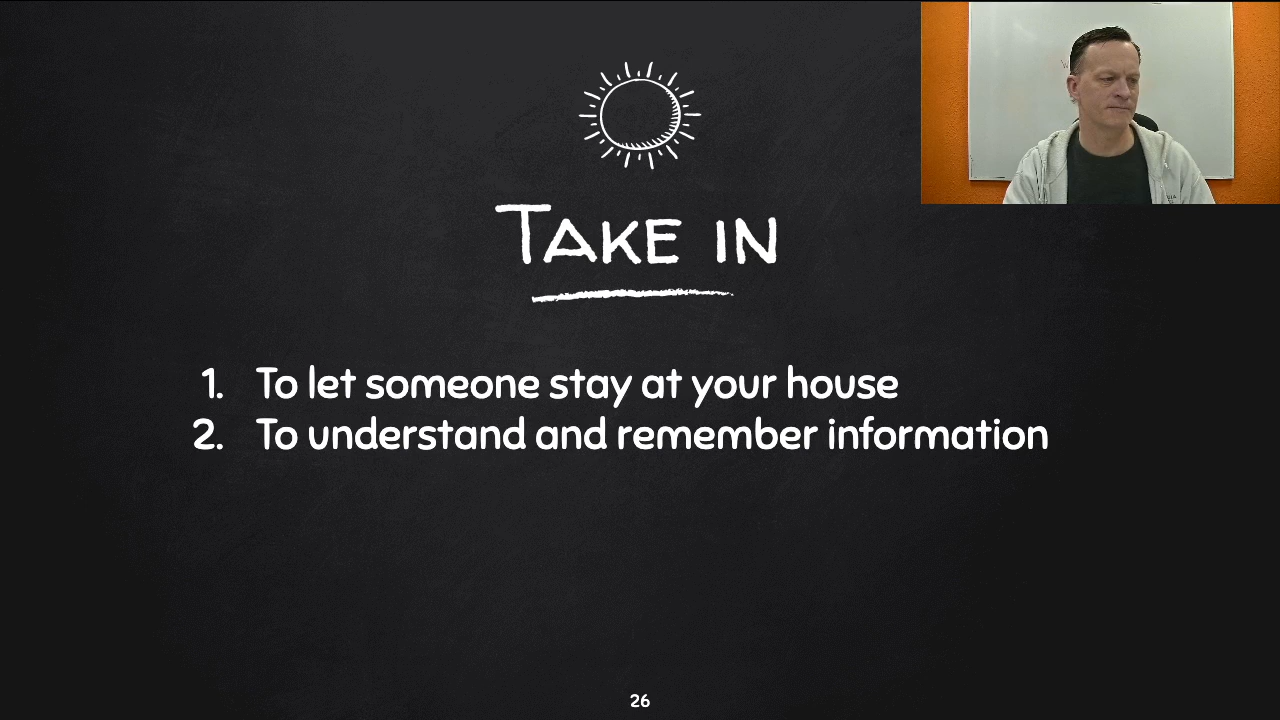 Take in
1. To let someone stay at your house
2. To understand and remember information
26